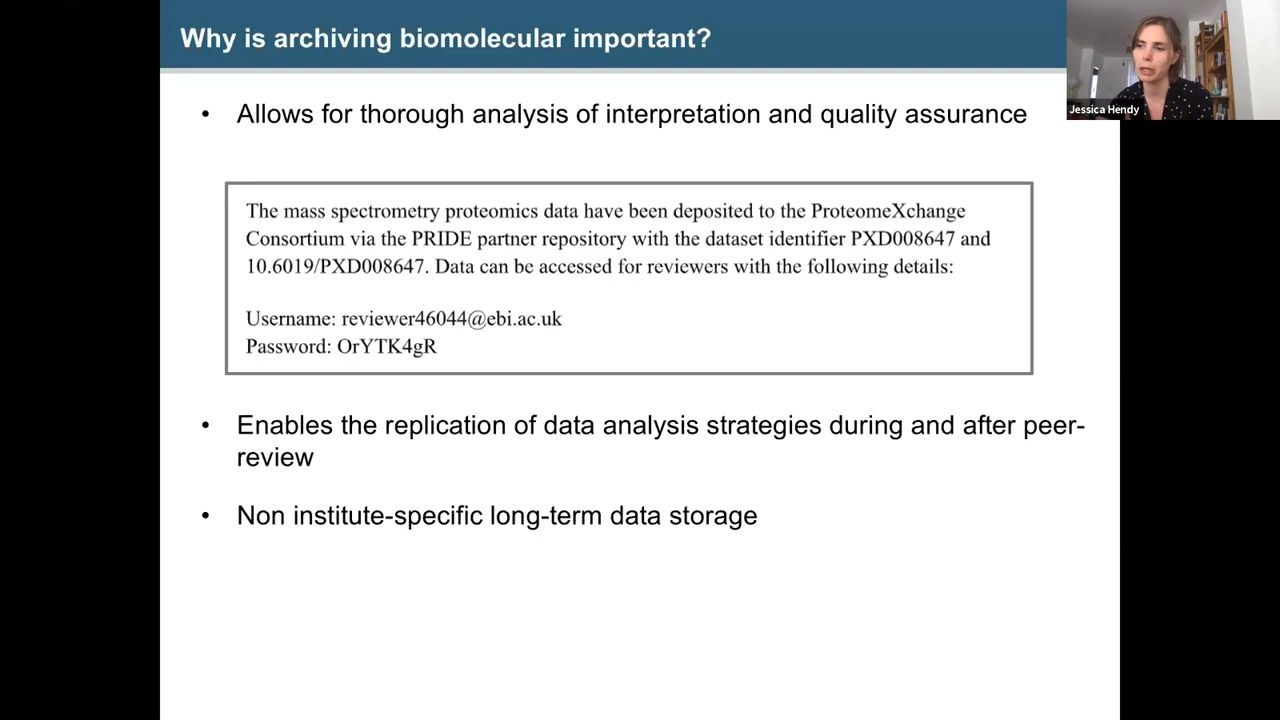 Why is archiving biomolecular important?
Jessica Hendy
• Allows for thorough analysis of interpretation and quality assurance
The mass spectrometry proteomics data have been deposited to the ProteomeXchange
Consortium via the PRIDE partner repository with the dataset identifier PXD008647 and
10.6019/PXD008647. Data can be accessed for reviewers with the following details:
Username: reviewer46044@ebi.ac.uk
Password: OrYTK4gR
• Enables the replication of data analysis strategies during and after peer-
review
• Non institute-specific long-term data storage